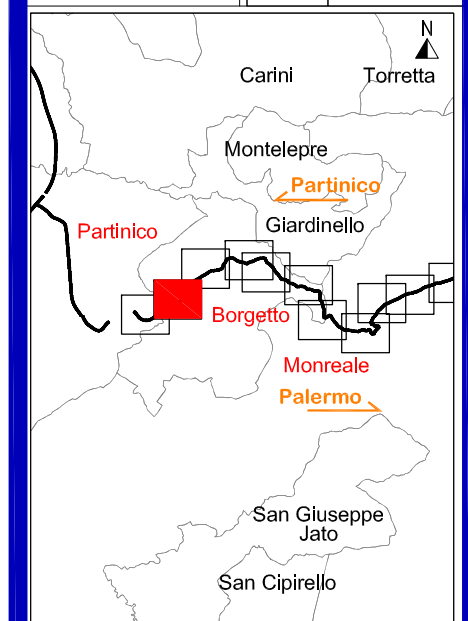 N
Carini
Torretta
Montelepre
Partinico
Giardinello
Partinico
Borgetto
Monreale
Palermo
San Giuseppe
Jato
San Cipirello